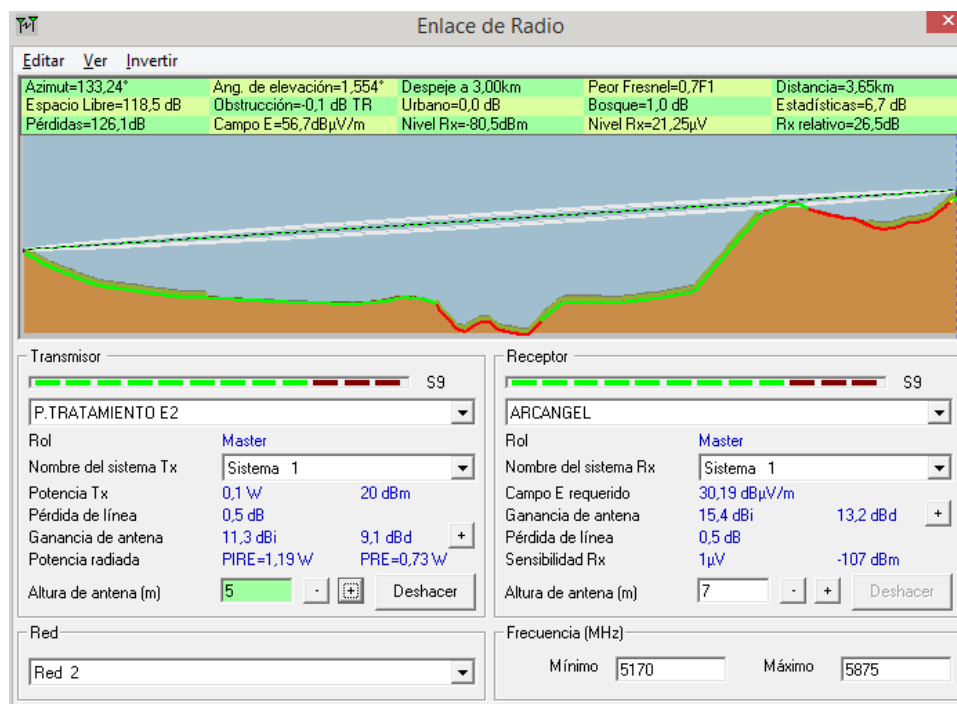 Enlace de Radio
Editar Ver Invertir
Azimut=133,24° Ang. de elevación=1,554° Despeje a 3,00km Peor Fresnel=0,7F1 Distancia=3,65km
Espacio Libre=118,5 dB Obstrucción=-0,1 dB TR Urbano=0,0 dB Bosque=1,0 dB Estadísticas=6,7 dB
Pérdidas=126,1dB Campo E=56,7dBµV/m Nivel Rx=-80,5dBm Nivel Rx=21,25µV Rx relativo=26,5dB
Transmisor
S9
P.TRATAMIENTO E2
Rol Master
Nombre del sistema Tx Sistema 1
Potencia Tx 0,1 W 20 dBm
Pérdida de línea 0,5 dB
Ganancia de antena 11,3 dBi 9,1 dBd +
Potencia radiada PIRE=1,19 W PRE=0,73 W
Altura de antena (m) 5 - + Deshacer
Red
Red 2
Receptor
S9
ARCANGEL
Rol Master
Nombre del sistema Rx Sistema 1
Campo E requerido 30,19 dBµV/m
Ganancia de antena 15,4 dBi 13,2 dBd +
Pérdida de línea 0,5 dB
Sensibilidad Rx 1µV -107 dBm
Altura de antena (m) 7 - + Deshacer
Frecuencia (MHz)
Mínimo 5170 Máximo 5875